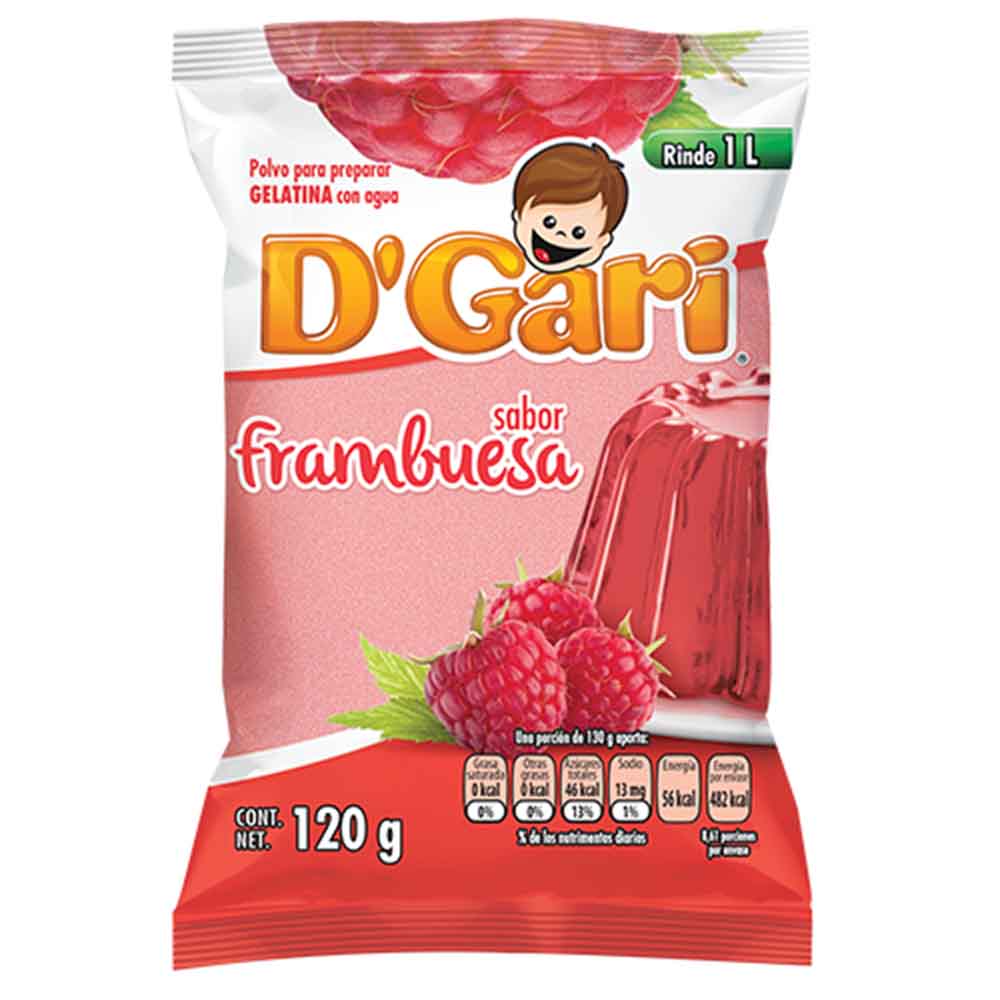 Rinde 1 L
Polvo para preparar
GELATINA con agua
D'Gari®
sabor
frambuesa
Una porción de 130 g aporta:
Grasa saturada 0 kcal 0%
Otras grasas 0 kcal 0%
Azúcares totales 46 kcal 13%
Sodio 13 mg 1%
Energía 56 kcal
Energía por envase 482 kcal
% de los nutrimentos diarios
8,61 porciones
por envase
CONT.
NET. 120 g